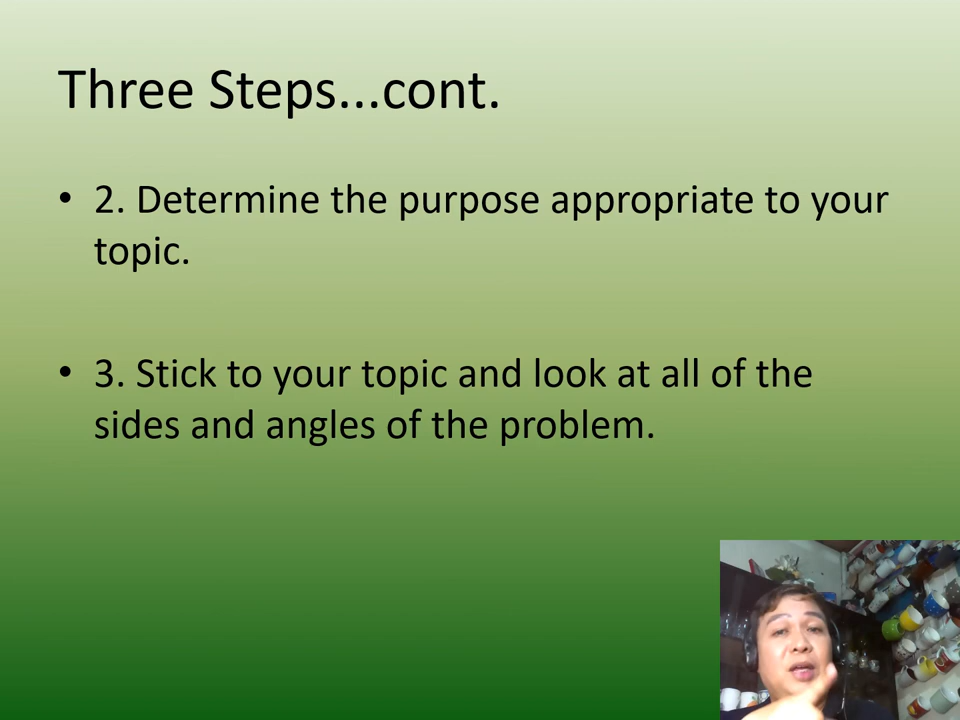 Three Steps...cont.
• 2. Determine the purpose appropriate to your
topic.
• 3. Stick to your topic and look at all of the
sides and angles of the problem.